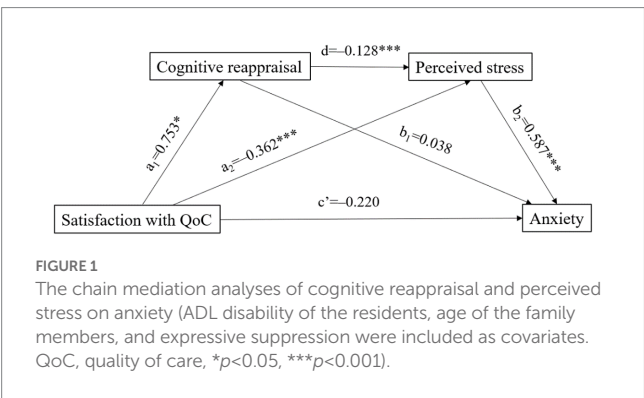 d=–0.128***
Cognitive reappraisal
Perceived stress
a1=0.753*
a2=–0.362***
b1=0.038
b2=0.587***
c'=–0.220
Satisfaction with QoC
Anxiety
FIGURE 1
The chain mediation analyses of cognitive reappraisal and perceived
stress on anxiety (ADL disability of the residents, age of the family
members, and expressive suppression were included as covariates.
QoC, quality of care, *p<0.05, ***p<0.001).